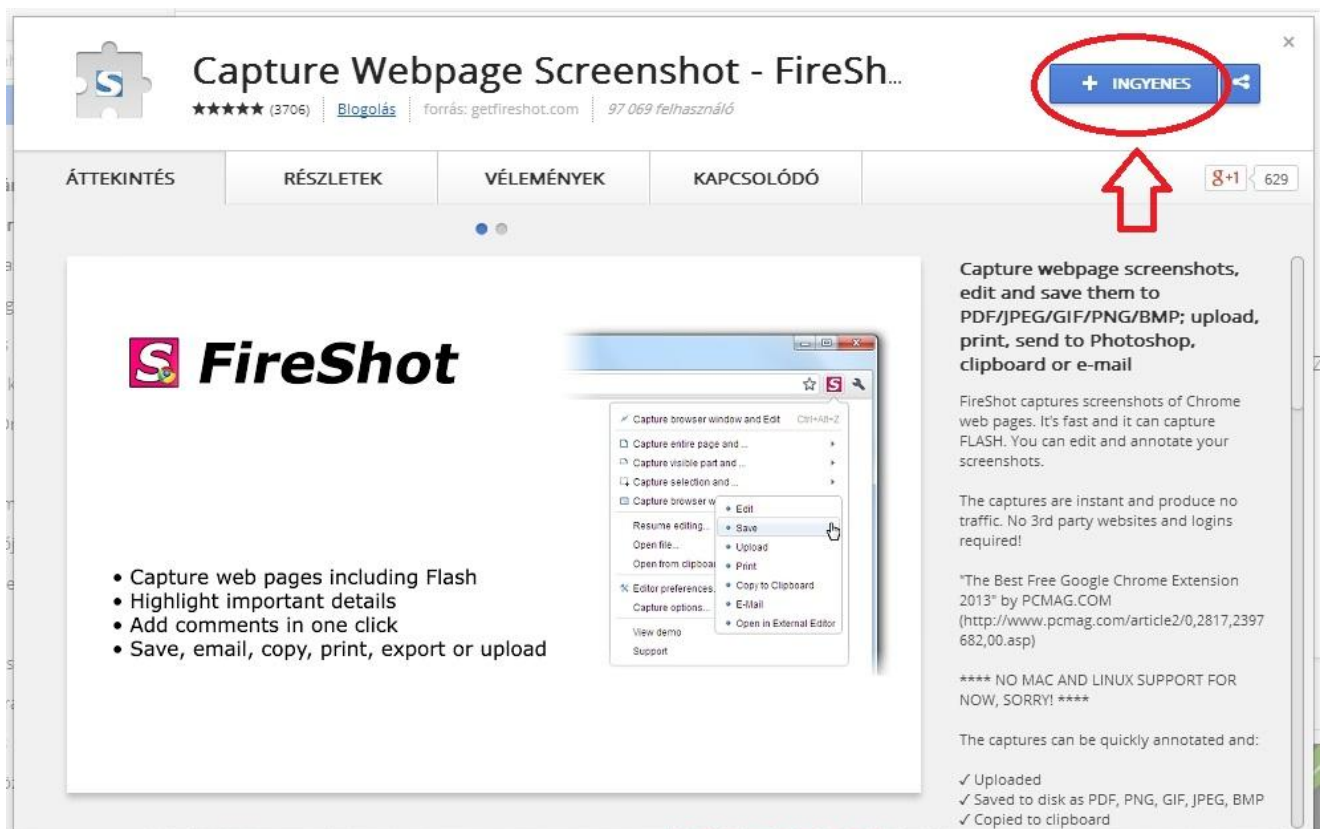 Capture Webpage Screenshot - FireSh...
★★★★★ (3706) Blogolás forrás: getfireshot.com 97 069 felhasználó
+ INGYENES
×
ÁTTEKINTÉS RÉSZLETEK VÉLEMÉNYEK KAPCSOLÓDÓ
g+1 629
S FireShot
• Capture web pages including Flash
• Highlight important details
• Add comments in one click
• Save, email, copy, print, export or upload
Capture browser window and Edit Ctrl+Alt+Z
Capture entire page and ...
Capture visible part and ...
Capture selection and ...
Capture browser w
Resume editing...
Open file...
Open from clipboar
Editor preferences.
Capture options...
View demo
Support
• Edit
• Save
• Upload
• Print
• Copy to Clipboard
• E-Mail
• Open in External Editor
Capture webpage screenshots,
edit and save them to
PDF/JPEG/GIF/PNG/BMP; upload,
print, send to Photoshop,
clipboard or e-mail
FireShot captures screenshots of Chrome
web pages. It's fast and it can capture
FLASH. You can edit and annotate your
screenshots.
The captures are instant and produce no
traffic. No 3rd party websites and logins
required!
"The Best Free Google Chrome Extension
2013" by PCMAG.COM
(http://www.pcmag.com/article2/0,2817,2397
682,00.asp)
**** NO MAC AND LINUX SUPPORT FOR
NOW, SORRY! ****
The captures can be quickly annotated and:
✓ Uploaded
✓ Saved to disk as PDF, PNG, GIF, JPEG, BMP
✓ Copied to clipboard